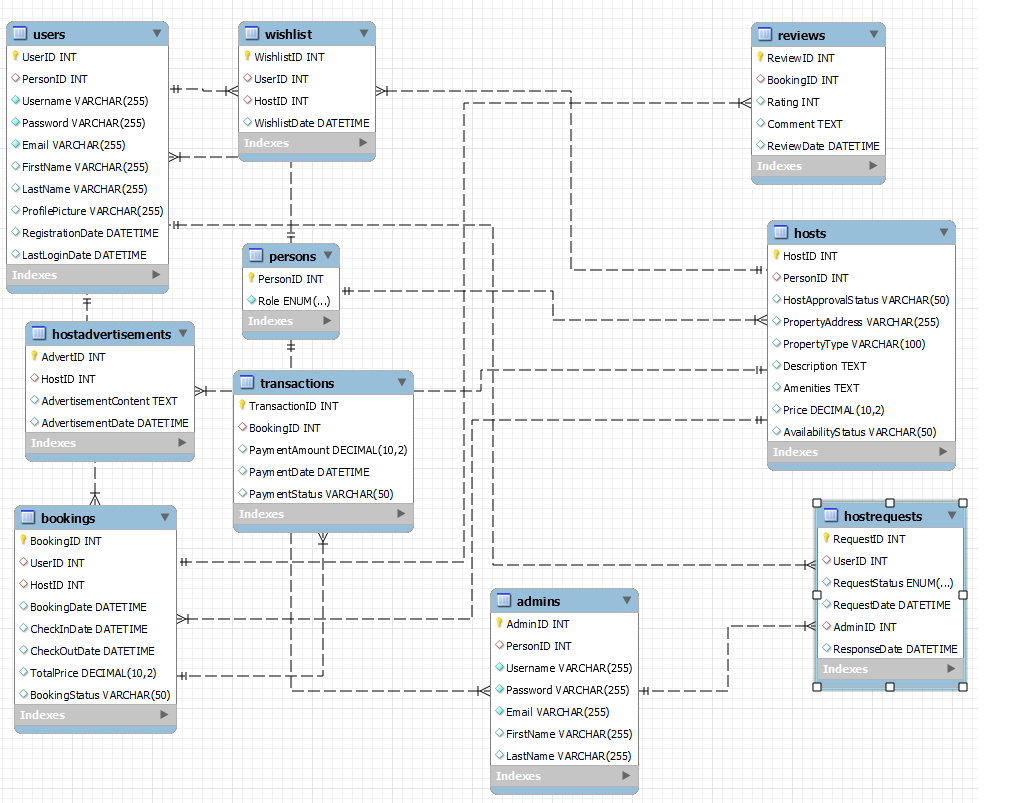 users
UserID INT
PersonID INT
Username VARCHAR(255)
Password VARCHAR(255)
Email VARCHAR(255)
FirstName VARCHAR(255)
LastName VARCHAR(255)
ProfilePicture VARCHAR(255)
RegistrationDate DATETIME
LastLoginDate DATETIME
Indexes
wishlist
WishlistID INT
UserID INT
HostID INT
WishlistDate DATETIME
Indexes
reviews
ReviewID INT
BookingID INT
Rating INT
Comment TEXT
ReviewDate DATETIME
Indexes
persons
PersonID INT
Role ENUM(...)
Indexes
hosts
HostID INT
PersonID INT
HostApprovalStatus VARCHAR(50)
PropertyAddress VARCHAR(255)
PropertyType VARCHAR(100)
Description TEXT
Amenities TEXT
Price DECIMAL(10,2)
AvailabilityStatus VARCHAR(50)
Indexes
hostadvertisements
AdvertID INT
HostID INT
AdvertisementContent TEXT
AdvertisementDate DATETIME
Indexes
transactions
TransactionID INT
BookingID INT
PaymentAmount DECIMAL(10,2)
PaymentDate DATETIME
PaymentStatus VARCHAR(50)
Indexes
bookings
BookingID INT
UserID INT
HostID INT
BookingDate DATETIME
CheckInDate DATETIME
CheckOutDate DATETIME
TotalPrice DECIMAL(10,2)
BookingStatus VARCHAR(50)
Indexes
admins
AdminID INT
PersonID INT
Username VARCHAR(255)
Password VARCHAR(255)
Email VARCHAR(255)
FirstName VARCHAR(255)
LastName VARCHAR(255)
Indexes
hostrequests
RequestID INT
UserID INT
RequestStatus ENUM(...)
RequestDate DATETIME
AdminID INT
ResponseDate DATETIME
Indexes